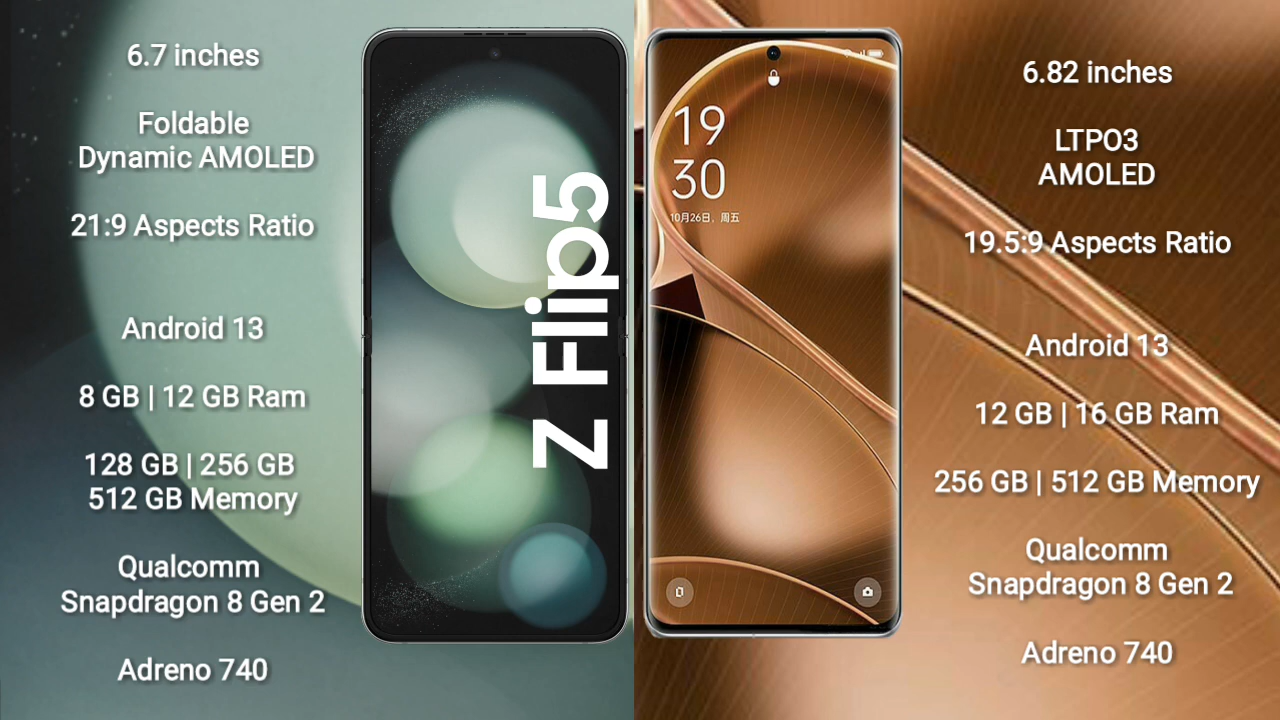 6.7 inches
Foldable
Dynamic AMOLED
21:9 Aspects Ratio
Android 13
8 GB | 12 GB Ram
128 GB | 256 GB
512 GB Memory
Qualcomm
Snapdragon 8 Gen 2
Adreno 740
Z Flip5
19
30
10月26日，周五
6.82 inches
LTPO3
AMOLED
19.5:9 Aspects Ratio
Android 13
12 GB | 16 GB Ram
256 GB | 512 GB Memory
Qualcomm
Snapdragon 8 Gen 2
Adreno 740